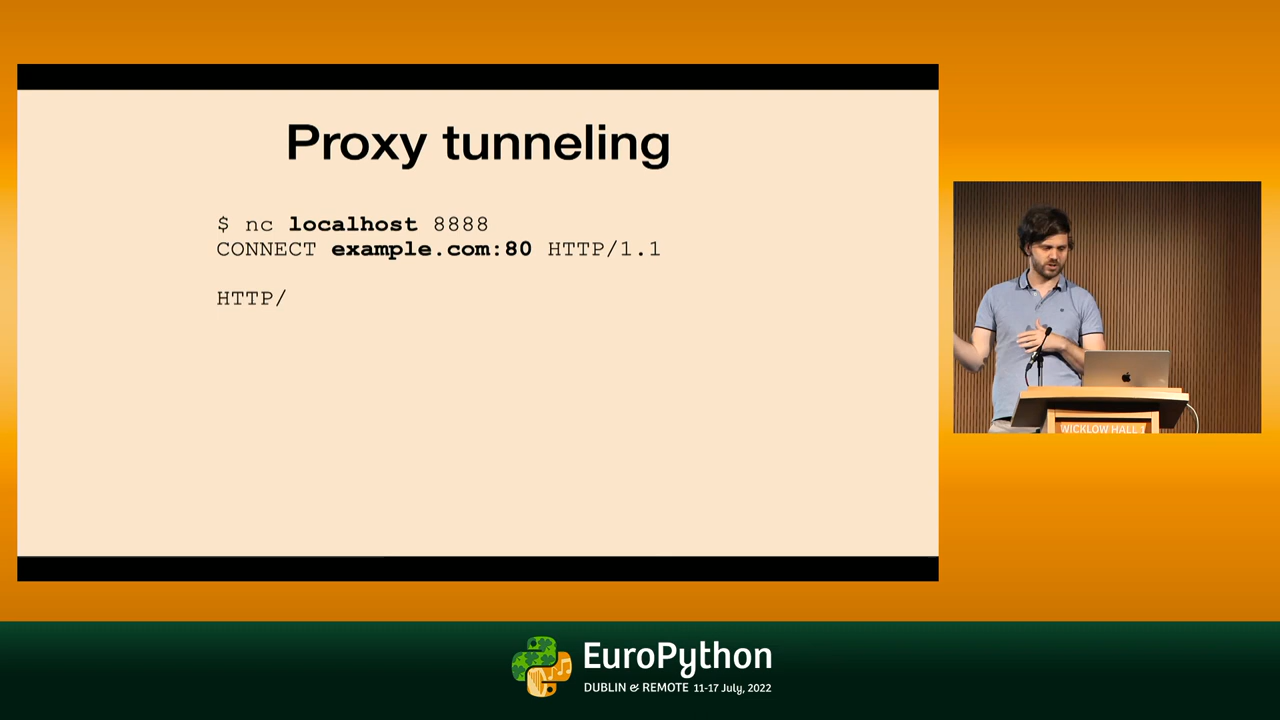 Proxy tunneling
$ nc localhost 8888
CONNECT example.com:80 HTTP/1.1
HTTP/
WICKLOW HALL 1
EuroPython
DUBLIN & REMOTE 11-17 July, 2022